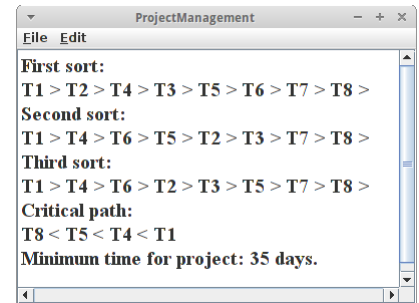 ProjectManagement
File Edit
First sort:
T1 > T2 > T4 > T3 > T5 > T6 > T7 > T8 >
Second sort:
T1 > T4 > T6 > T5 > T2 > T3 > T7 > T8 >
Third sort:
T1 > T4 > T6 > T2 > T3 > T5 > T7 > T8 >
Critical path:
T8 < T5 < T4 < T1
Minimum time for project: 35 days.